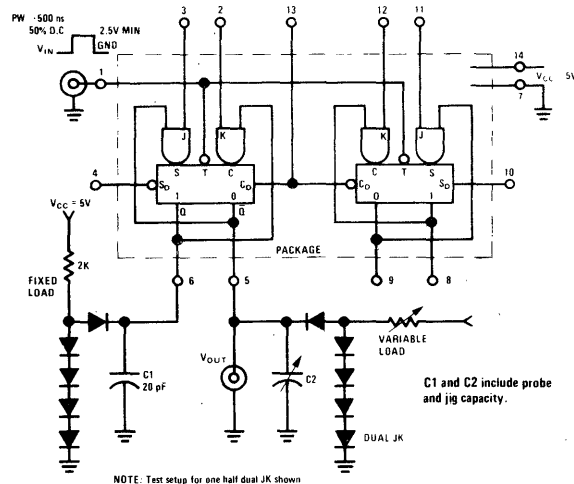 PW ·500 ns
50% D.C
2.5V MIN
VIN
GND
3
2
13
12
11
14
VCC 5V
7
1
J
K
K
J
S
T
C
C
T
S
4
SD
CD
CD
SD
10
1
0
0
1
Q
Q̅
PACKAGE
VCC = 5V
2K
FIXED
LOAD
6
5
9
8
C1
20 pF
VOUT
C2
VARIABLE
LOAD
C1 and C2 include probe
and jig capacity.
DUAL JK
NOTE: Test setup for one half dual JK shown